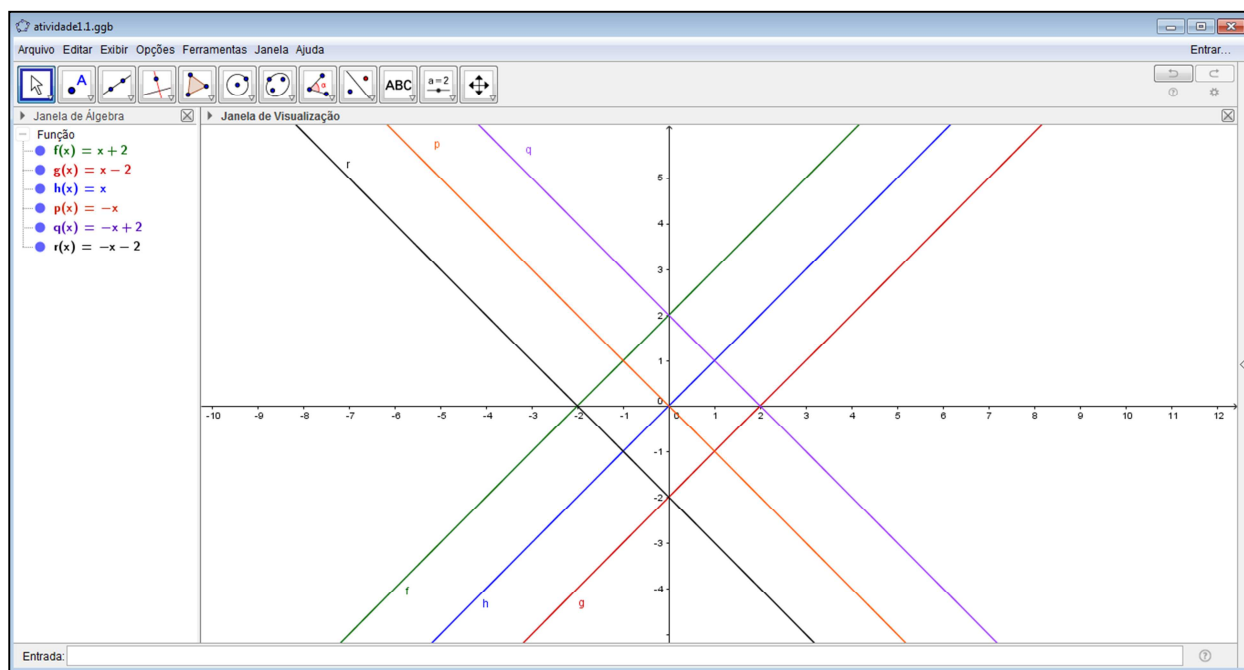 atividade1.1.ggb
Arquivo Editar Exibir Opções Ferramentas Janela Ajuda Entrar...
A α ABC a=2
Janela de Álgebra
Janela de Visualização
Função
f(x) = x + 2
g(x) = x − 2
h(x) = x
p(x) = −x
q(x) = −x + 2
r(x) = −x − 2
r p q
5
4
3
2
1
0
-10 -9 -8 -7 -6 -5 -4 -3 -2 -1 0 1 2 3 4 5 6 7 8 9 10 11 12
-1
-2
-3
-4
f h g
Entrada: